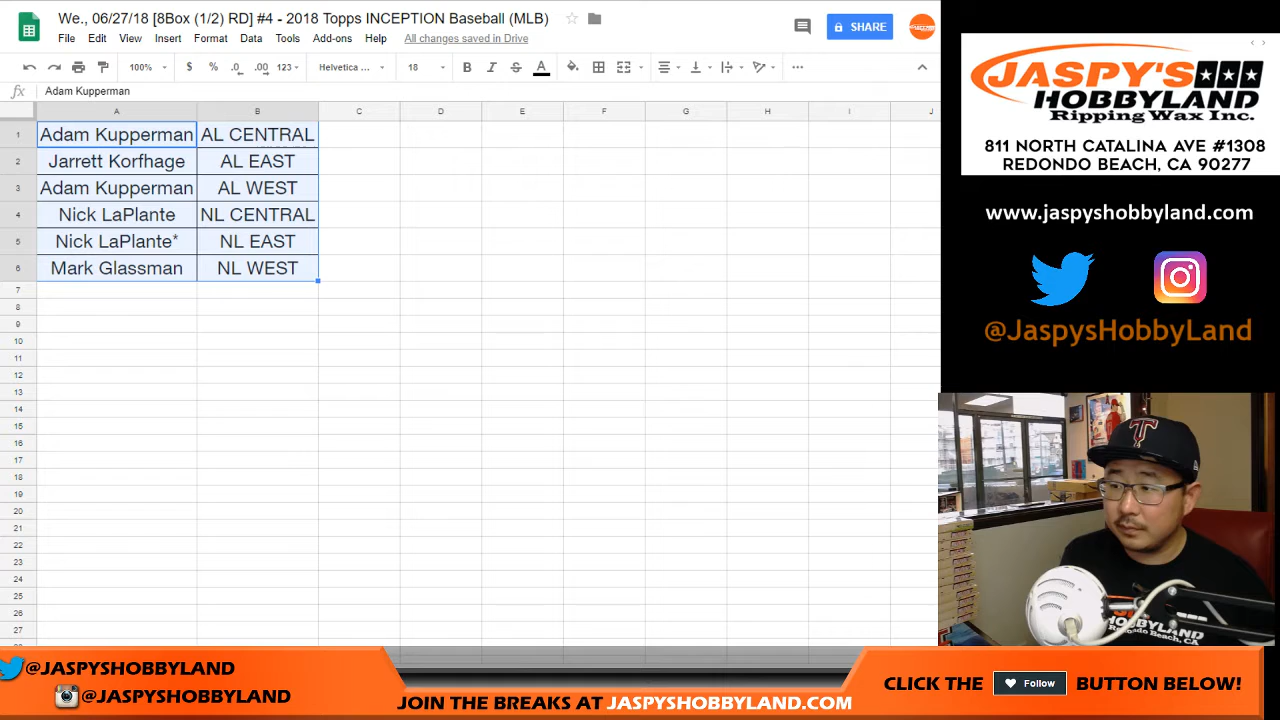 We., 06/27/18 [8Box (1/2) RD] #4 - 2018 Topps INCEPTION Baseball (MLB)
File Edit View Insert Data Tools Add-ons Help All changes saved in Drive
SHARE
100% $ % .0 .00 123 Helvetica ... 18 B I S A
fx Adam Kupperman
A B C D E F G H I J
1 Adam Kupperman AL CENTRAL
2 Jarrett Korfhage AL EAST
3 Adam Kupperman AL WEST
4 Nick LaPlante NL CENTRAL
5 Nick LaPlante* NL EAST
6 Mark Glassman NL WEST
7
8
9
10
11
12
13
14
15
16
17
18
19
20
21
22
23
24
25
26
27
JASPY'S
HOBBYLAND
Ripping Wax Inc.
811 NORTH CATALINA AVE #1308
REDONDO BEACH, CA 90277
www.jaspyshobbyland.com
@JaspysHobbyLand
T
HOBBYLAND
Redondo Beach, CA
@JASPYSHOBBYLAND
@JASPYSHOBBYLAND
JOIN THE BREAKS AT JASPYSHOBBYLAND.COM
CLICK THE Follow BUTTON BELOW!